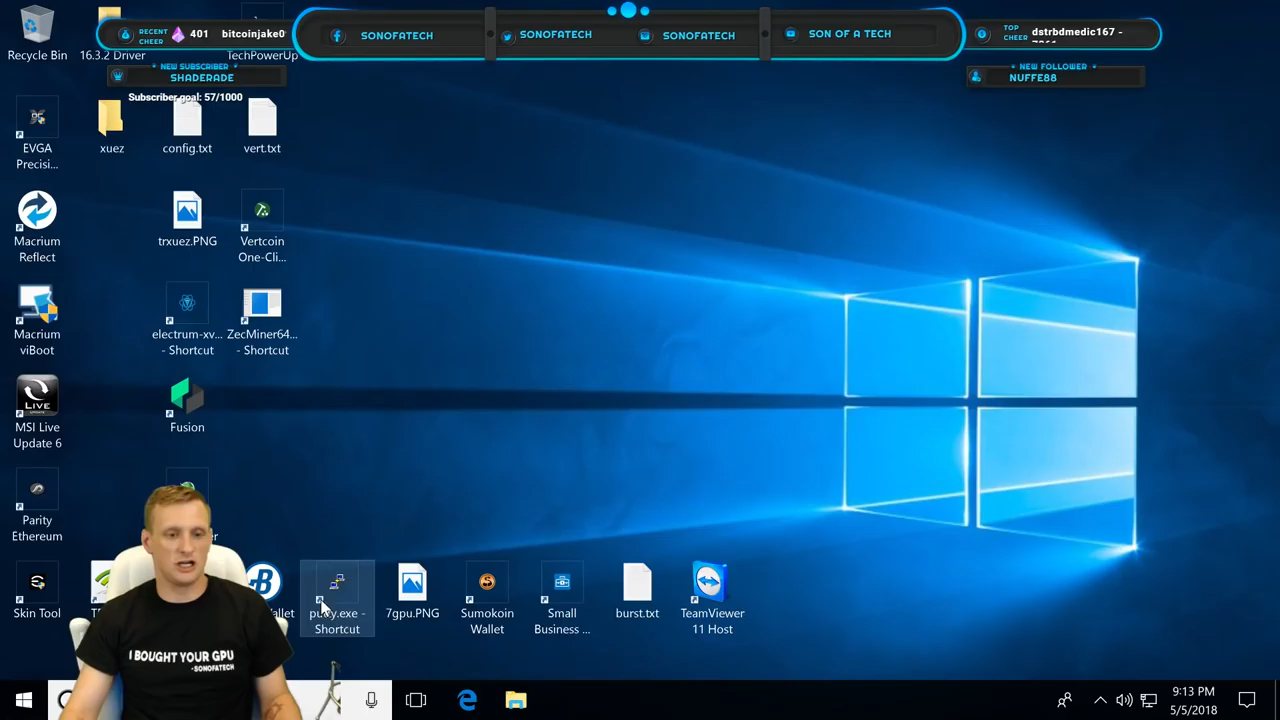 RECENT CHEER 401 bitcoinjake0
SONOFATECH
SONOFATECH
SONOFATECH
SON OF A TECH
TOP CHEER dstrbdmedic167 -
NEW SUBSCRIBER
SHADERADE
Subscriber goal: 57/1000
NEW FOLLOWER
NUFFE88
Recycle Bin
16.3.2 Driver
TechPowerUp
EVGA Precisi...
xuez
config.txt
vert.txt
Macrium Reflect
trxuez.PNG
Vertcoin One-Cli...
Macrium viBoot
electrum-xv... - Shortcut
ZecMiner64... - Shortcut
LIVE
MSI Live Update 6
Fusion
Parity Ethereum
Skin Tool
putty.exe - Shortcut
7gpu.PNG
Sumokoin Wallet
Small Business ...
burst.txt
TeamViewer 11 Host
I BOUGHT YOUR GPU
-SONOFATECH
9:13 PM
5/5/2018